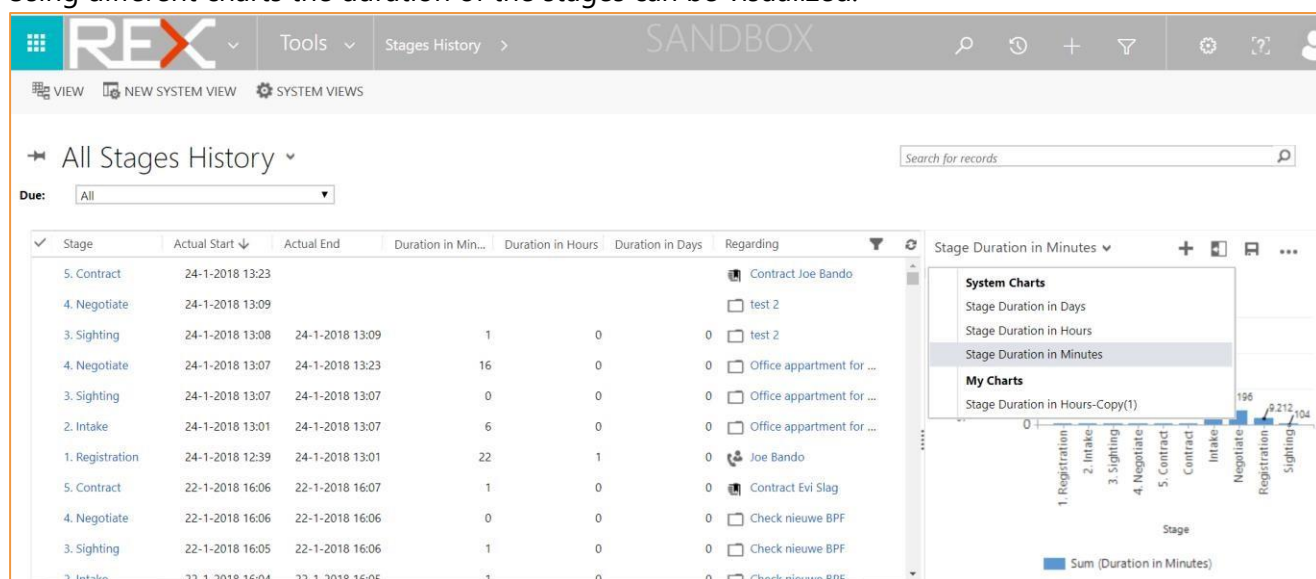 REX Tools Stages History > SANDBOX
VIEW NEW SYSTEM VIEW SYSTEM VIEWS
All Stages History
Search for records
Due: All
Stage Actual Start Actual End Duration in Min... Duration in Hours Duration in Days Regarding
5. Contract 24-1-2018 13:23 Contract Joe Bando
4. Negotiate 24-1-2018 13:09 test 2
3. Sighting 24-1-2018 13:08 24-1-2018 13:09 1 0 0 test 2
4. Negotiate 24-1-2018 13:07 24-1-2018 13:23 16 0 0 Office appartment for ...
3. Sighting 24-1-2018 13:07 24-1-2018 13:07 0 0 0 Office appartment for ...
2. Intake 24-1-2018 13:01 24-1-2018 13:07 6 0 0 Office appartment for ...
1. Registration 24-1-2018 12:39 24-1-2018 13:01 22 1 0 Joe Bando
5. Contract 22-1-2018 16:06 22-1-2018 16:07 1 0 0 Contract Evi Slag
4. Negotiate 22-1-2018 16:06 22-1-2018 16:06 0 0 0 Check nieuwe BPF
3. Sighting 22-1-2018 16:05 22-1-2018 16:06 1 0 0 Check nieuwe BPF
Stage Duration in Minutes
System Charts
Stage Duration in Days
Stage Duration in Hours
Stage Duration in Minutes
My Charts
Stage Duration in Hours-Copy(1)
196
9.212
104
0
1. Registration
2. Intake
3. Sighting
4. Negotiate
5. Contract
Contract
Intake
Negotiate
Registration
Sighting
Stage
Sum (Duration in Minutes)